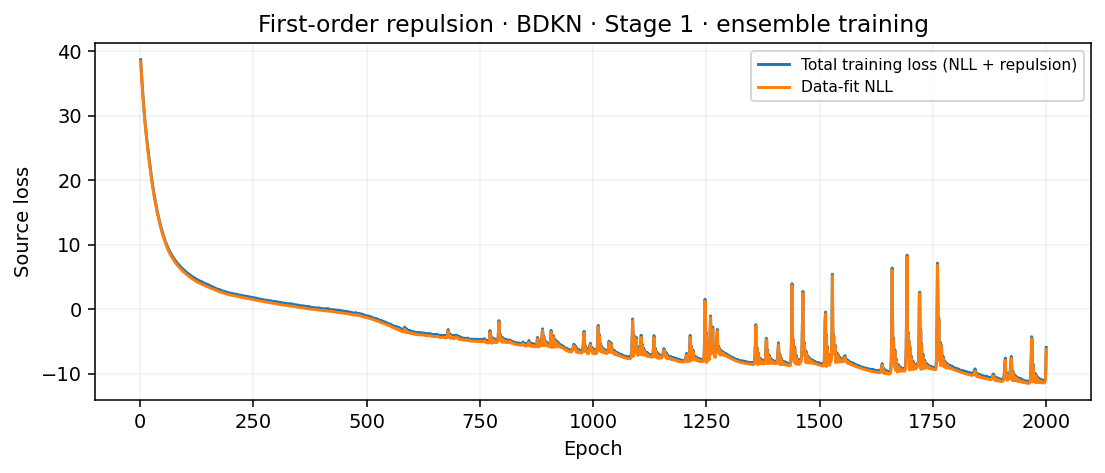 First-order repulsion · BDKN · Stage 1 · ensemble training
Total training loss (NLL + repulsion)
Data-fit NLL
Source loss
40
30
20
10
0
−10
0 250 500 750 1000 1250 1500 1750 2000
Epoch